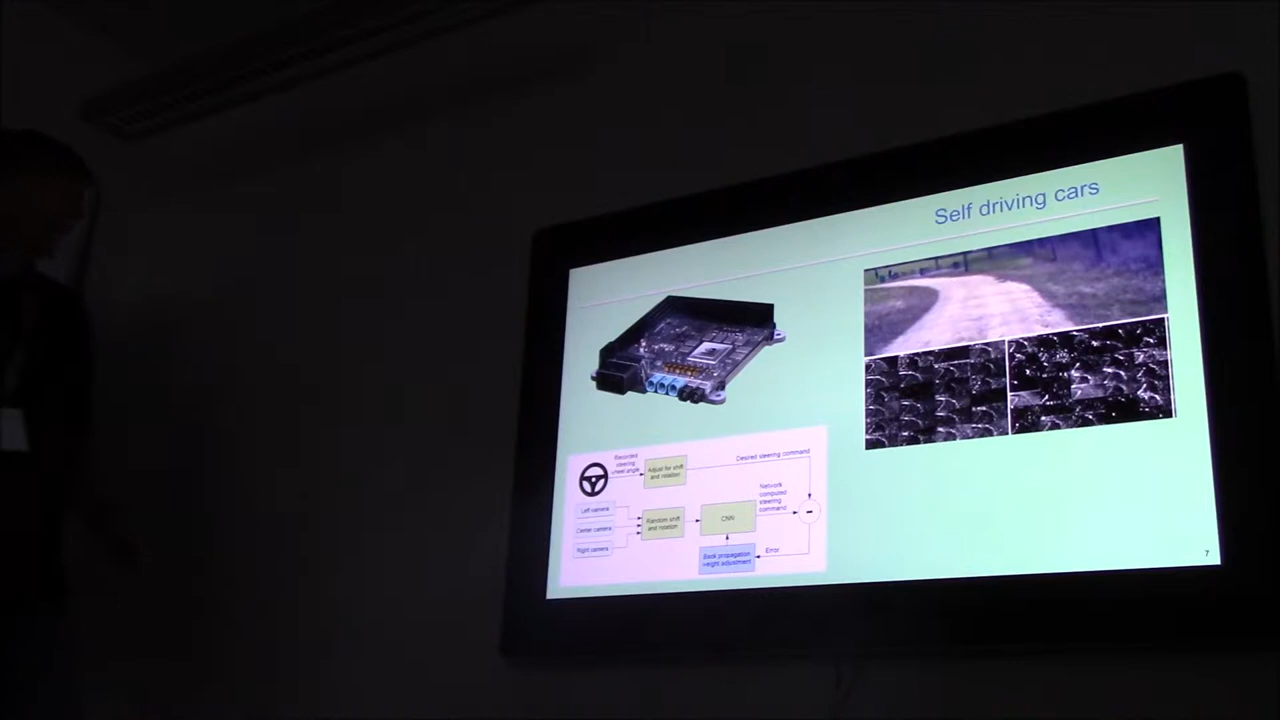 Self driving cars
Recorded
steering
wheel angle
Adjust for shift
and rotation
Desired steering command
Left camera
Center camera
Right camera
Random shift
and rotation
CNN
Network
computed
steering
command
-
Back propagation
weight adjustment
Error
7